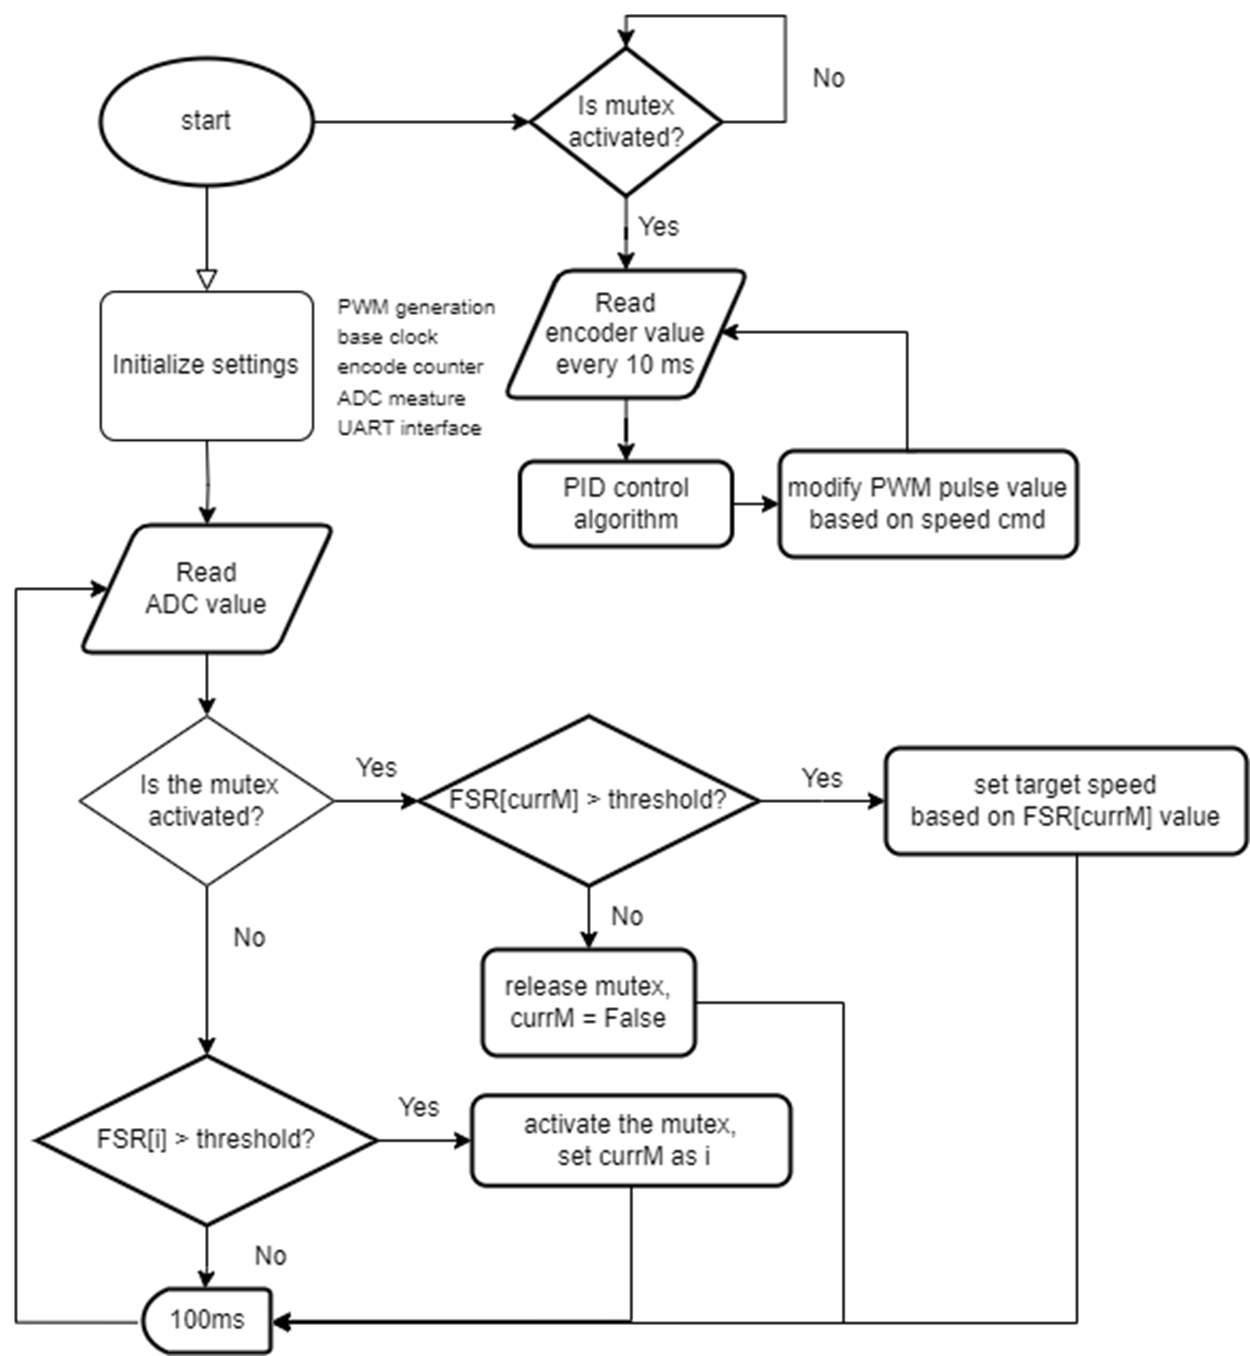 start
Is mutex
activated?
No
Yes
Read
encoder value
every 10 ms
PID control
algorithm
modify PWM pulse value
based on speed cmd
Initialize settings
PWM generation
base clock
encode counter
ADC meature
UART interface
Read
ADC value
Is the mutex
activated?
Yes
FSR[currM] > threshold?
Yes
set target speed
based on FSR[currM] value
No
release mutex,
currM = False
No
FSR[i] > threshold?
Yes
activate the mutex,
set currM as i
No
100ms